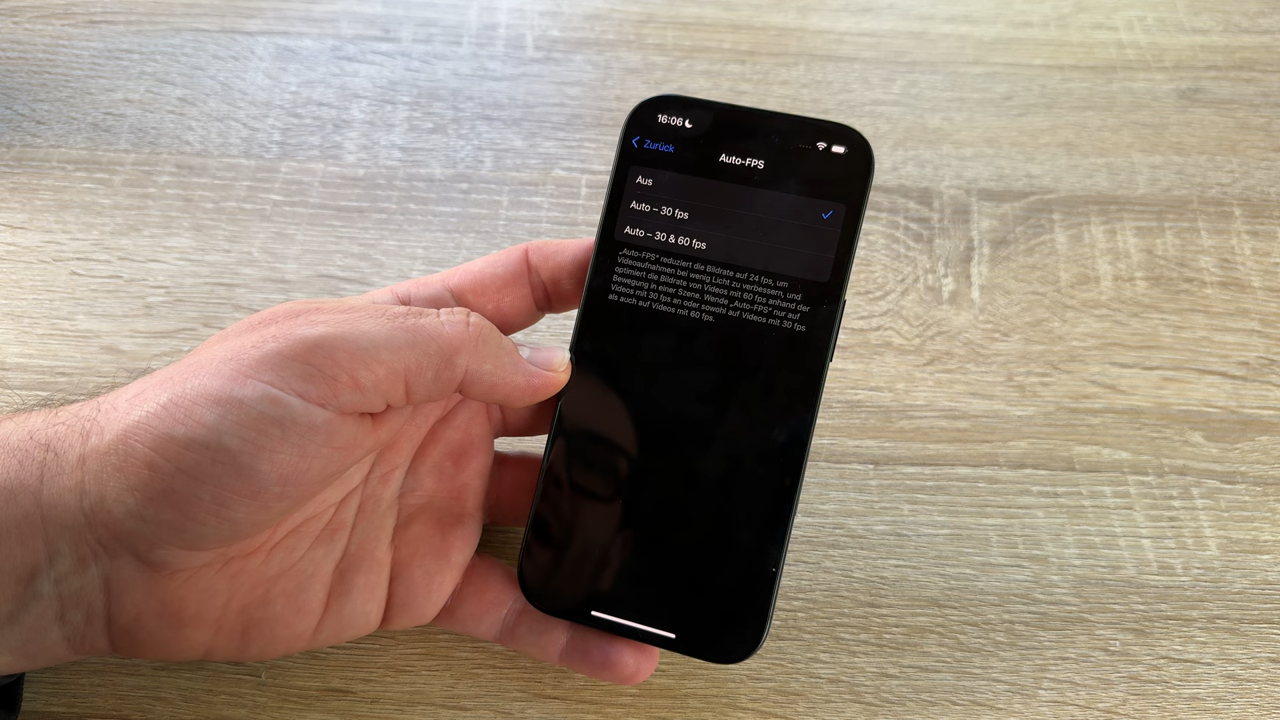 16:06
Zurück
Auto-FPS
Aus
Auto – 30 fps
Auto – 30 & 60 fps
„Auto-FPS“ reduziert die Bildrate auf 24 fps, um
Videoaufnahmen bei wenig Licht zu verbessern, und
optimiert die Bildrate von Videos mit 60 fps anhand der
Bewegung in einer Szene. Wende „Auto-FPS“ nur auf
Videos mit 30 fps an oder sowohl auf Videos mit 30 fps
als auch auf Videos mit 60 fps.